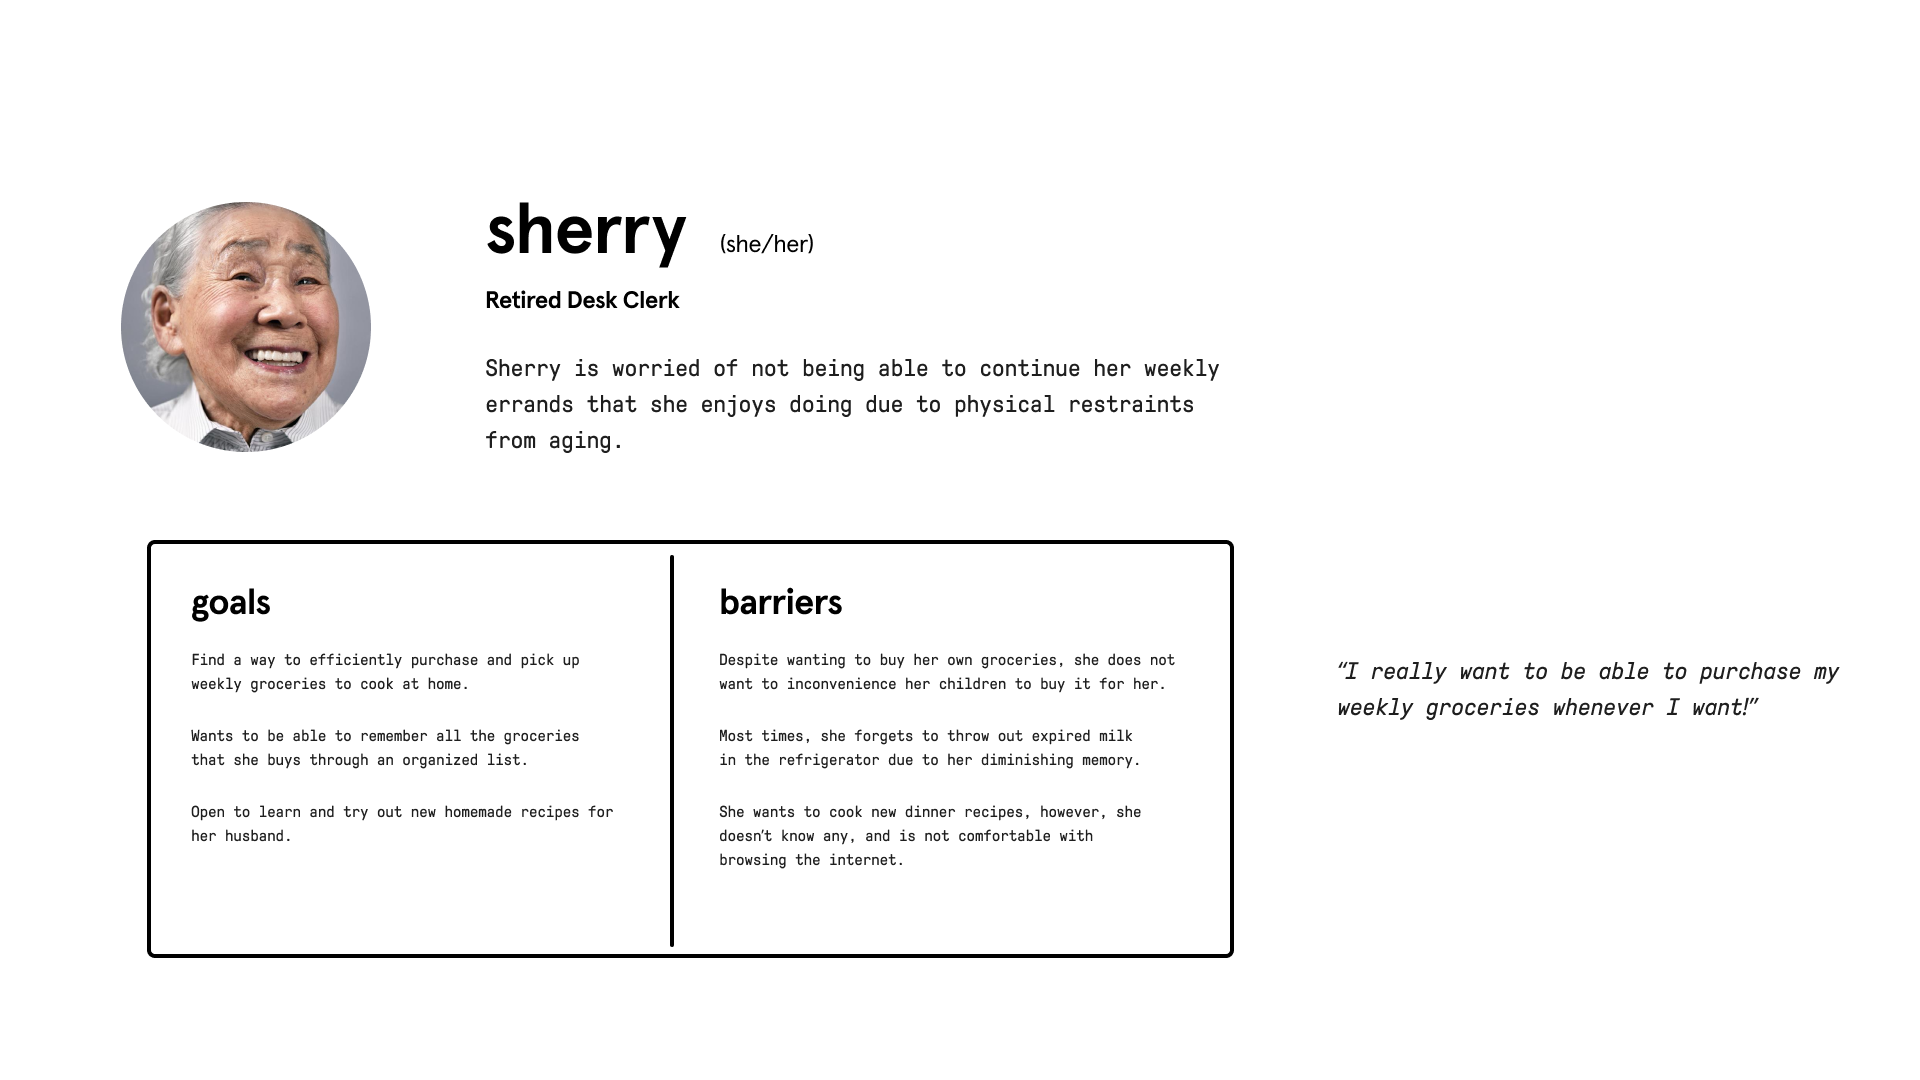 sherry (she/her)
Retired Desk Clerk
Sherry is worried of not being able to continue her weekly
errands that she enjoys doing due to physical restraints
from aging.
goals
Find a way to efficiently purchase and pick up
weekly groceries to cook at home.
Wants to be able to remember all the groceries
that she buys through an organized list.
Open to learn and try out new homemade recipes for
her husband.
barriers
Despite wanting to buy her own groceries, she does not
want to inconvenience her children to buy it for her.
Most times, she forgets to throw out expired milk
in the refrigerator due to her diminishing memory.
She wants to cook new dinner recipes, however, she
doesn’t know any, and is not comfortable with
browsing the internet.
“I really want to be able to purchase my
weekly groceries whenever I want!”